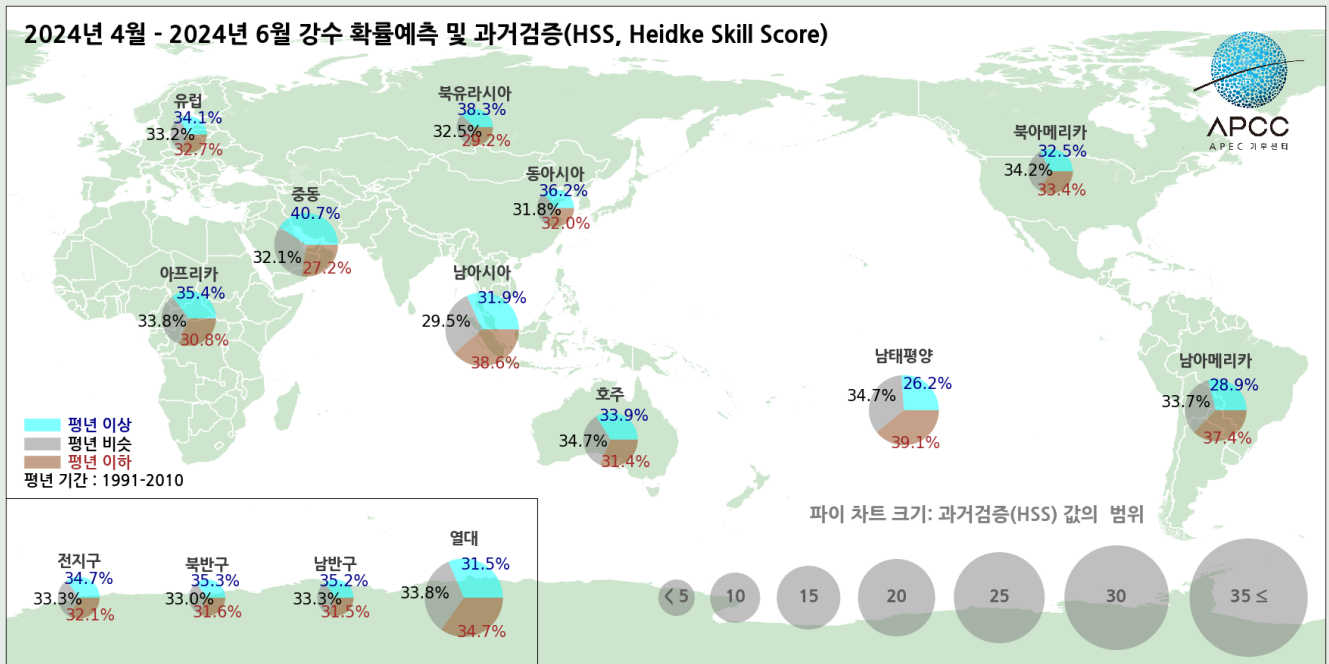 2024년 4월 - 2024년 6월 강수 확률예측 및 과거검증(HSS, Heidke Skill Score)
APCC
APEC 기후센터
유럽
34.1%
33.2%
32.7%
북유라시아
38.3%
32.5%
29.2%
북아메리카
32.5%
34.2%
33.4%
동아시아
36.2%
31.8%
32.0%
중동
40.7%
32.1%
27.2%
아프리카
35.4%
33.8%
30.8%
남아시아
31.9%
29.5%
38.6%
남태평양
26.2%
34.7%
39.1%
남아메리카
28.9%
33.7%
37.4%
호주
33.9%
34.7%
31.4%
평년 이상
평년 비슷
평년 이하
평년 기간 : 1991-2010
파이 차트 크기: 과거검증(HSS) 값의 범위
< 5
10
15
20
25
30
35 ≤
전지구
34.7%
33.3%
32.1%
북반구
35.3%
33.0%
31.6%
남반구
35.2%
33.3%
31.5%
열대
31.5%
33.8%
34.7%